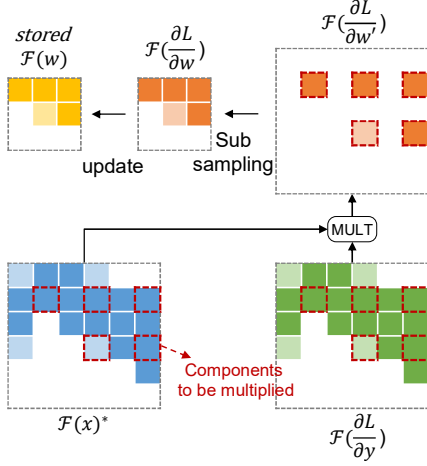 stored
ℱ(w)
ℱ(∂L/∂w)
ℱ(∂L/∂w′)
update
Sub
sampling
MULT
Components
to be multiplied
ℱ(x)*
ℱ(∂L/∂y)